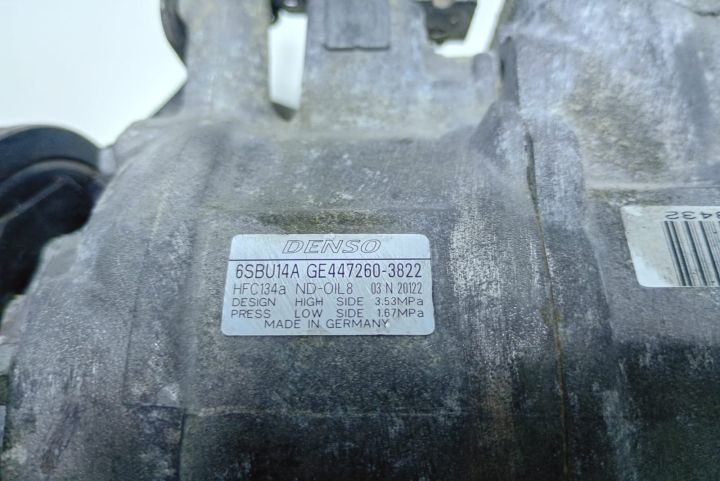 DENSO
6SBU14A GE447260-3822
HFC134a ND-OIL8 03 N 20122
DESIGN HIGH SIDE 3.53MPa
PRESS LOW SIDE 1.67MPa
MADE IN GERMANY